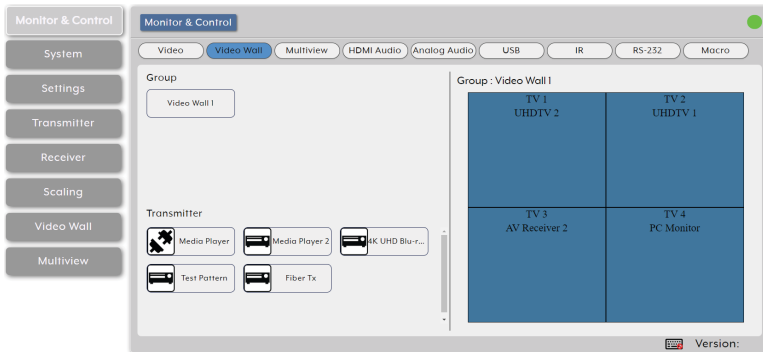 Monitor & Control
System
Settings
Transmitter
Receiver
Scaling
Video Wall
Multiview
Monitor & Control
Video
Video Wall
Multiview
HDMI Audio
Analog Audio
USB
IR
RS-232
Macro
Group
Video Wall 1
Transmitter
Media Player
Media Player 2
4K UHD Blu-r...
Test Pattern
Fiber Tx
Group : Video Wall 1
TV 1
UHDTV 2
TV 2
UHDTV 1
TV 3
AV Receiver 2
TV 4
PC Monitor
Version: